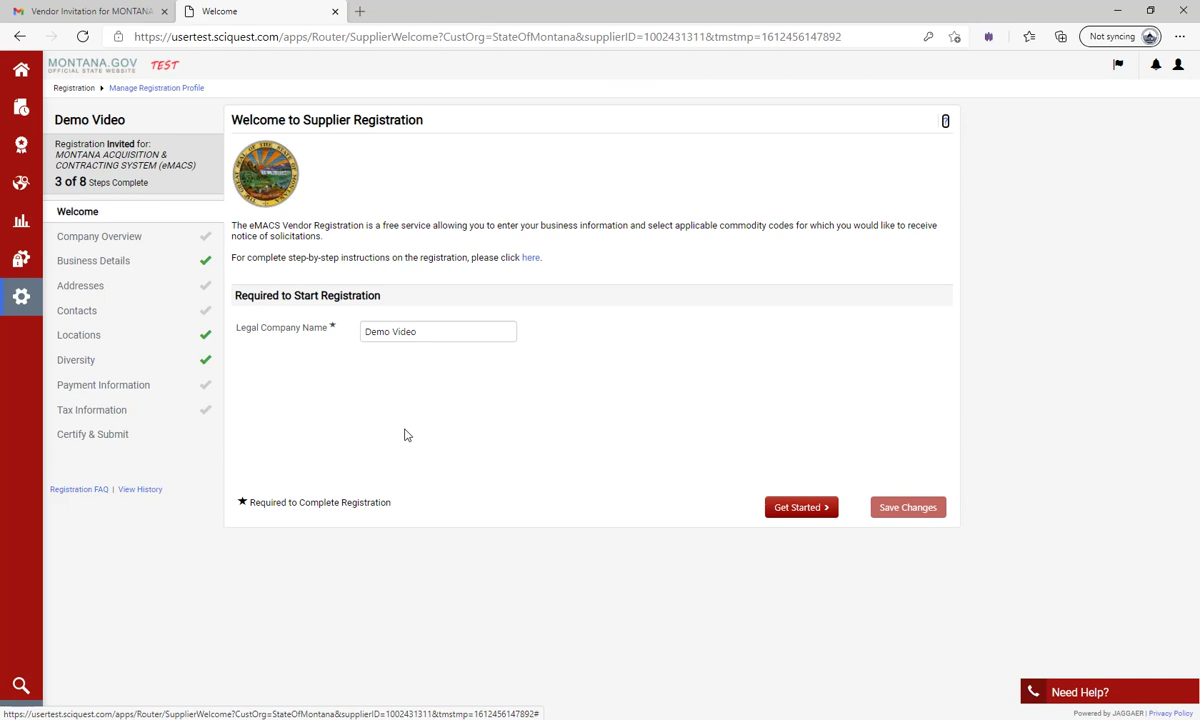 Vendor Invitation for MONTANA
Welcome
https://usertest.sciquest.com/apps/Router/SupplierWelcome?CustOrg=StateOfMontana&supplierID=1002431311&tmstmp=1612456147892
Not syncing
MONTANA.GOV
OFFICIAL STATE WEBSITE
TEST
Registration Manage Registration Profile
Demo Video
Registration Invited for:
MONTANA ACQUISITION &
CONTRACTING SYSTEM (eMACS)
3 of 8 Steps Complete
Welcome
Company Overview
Business Details
Addresses
Contacts
Locations
Diversity
Payment Information
Tax Information
Certify & Submit
Registration FAQ | View History
Welcome to Supplier Registration
The eMACS Vendor Registration is a free service allowing you to enter your business information and select applicable commodity codes for which you would like to receive
notice of solicitations.
For complete step-by-step instructions on the registration, please click here.
Required to Start Registration
Legal Company Name ★
Demo Video
★ Required to Complete Registration
Get Started
Save Changes
Need Help?
https://usertest.sciquest.com/apps/Router/SupplierWelcome?CustOrg=StateOfMontana&supplierID=1002431311&tmstmp=1612456147892#
Powered by JAGGAER | Privacy Policy